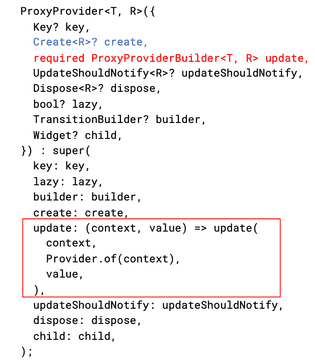 ProxyProvider<T, R>({
Key? key,
Create<R>? create,
required ProxyProviderBuilder<T, R> update,
UpdateShouldNotify<R>? updateShouldNotify,
Dispose<R>? dispose,
bool? lazy,
TransitionBuilder? builder,
Widget? child,
}) : super(
key: key,
lazy: lazy,
builder: builder,
create: create,
update: (context, value) => update(
context,
Provider.of(context),
value,
),
updateShouldNotify: updateShouldNotify,
dispose: dispose,
child: child,
);